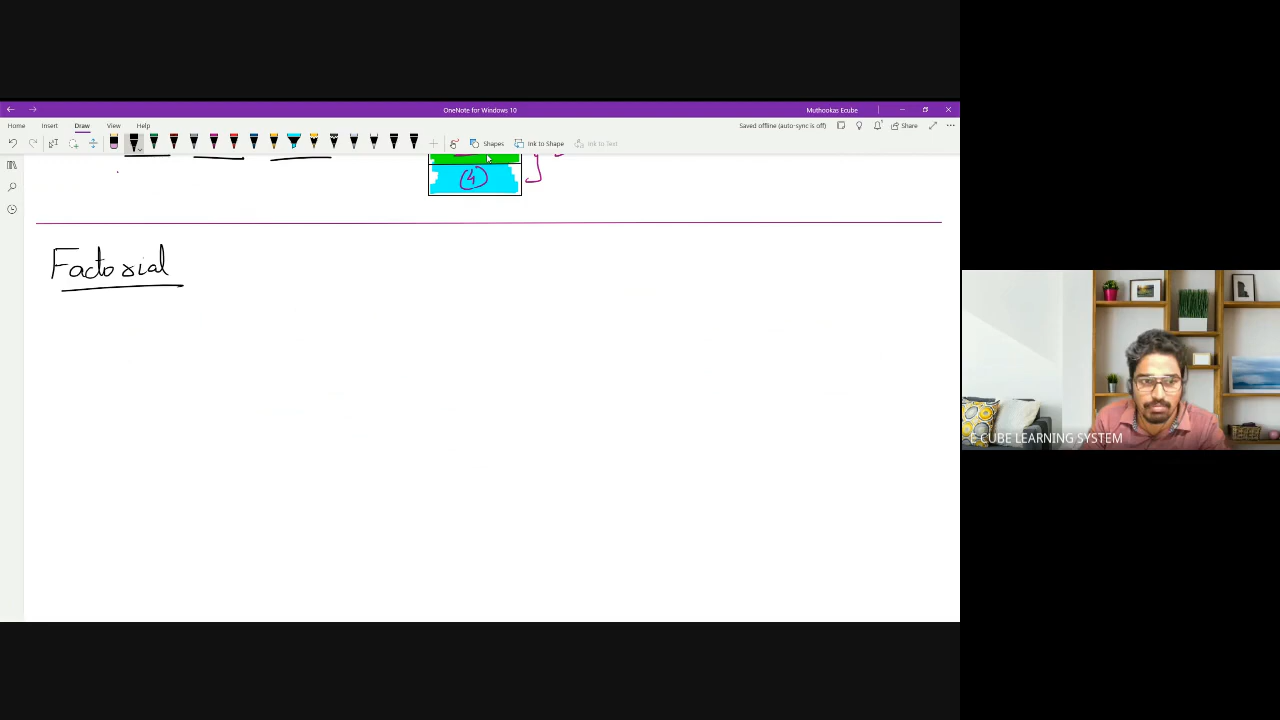 OneNote for Windows 10
Muthookas Ecube
Home Insert Draw View Help
Saved offline (auto-sync is off)
Share
Shapes
Ink to Shape
Ink to Text
4
Factorial
E CUBE LEARNING SYSTEM